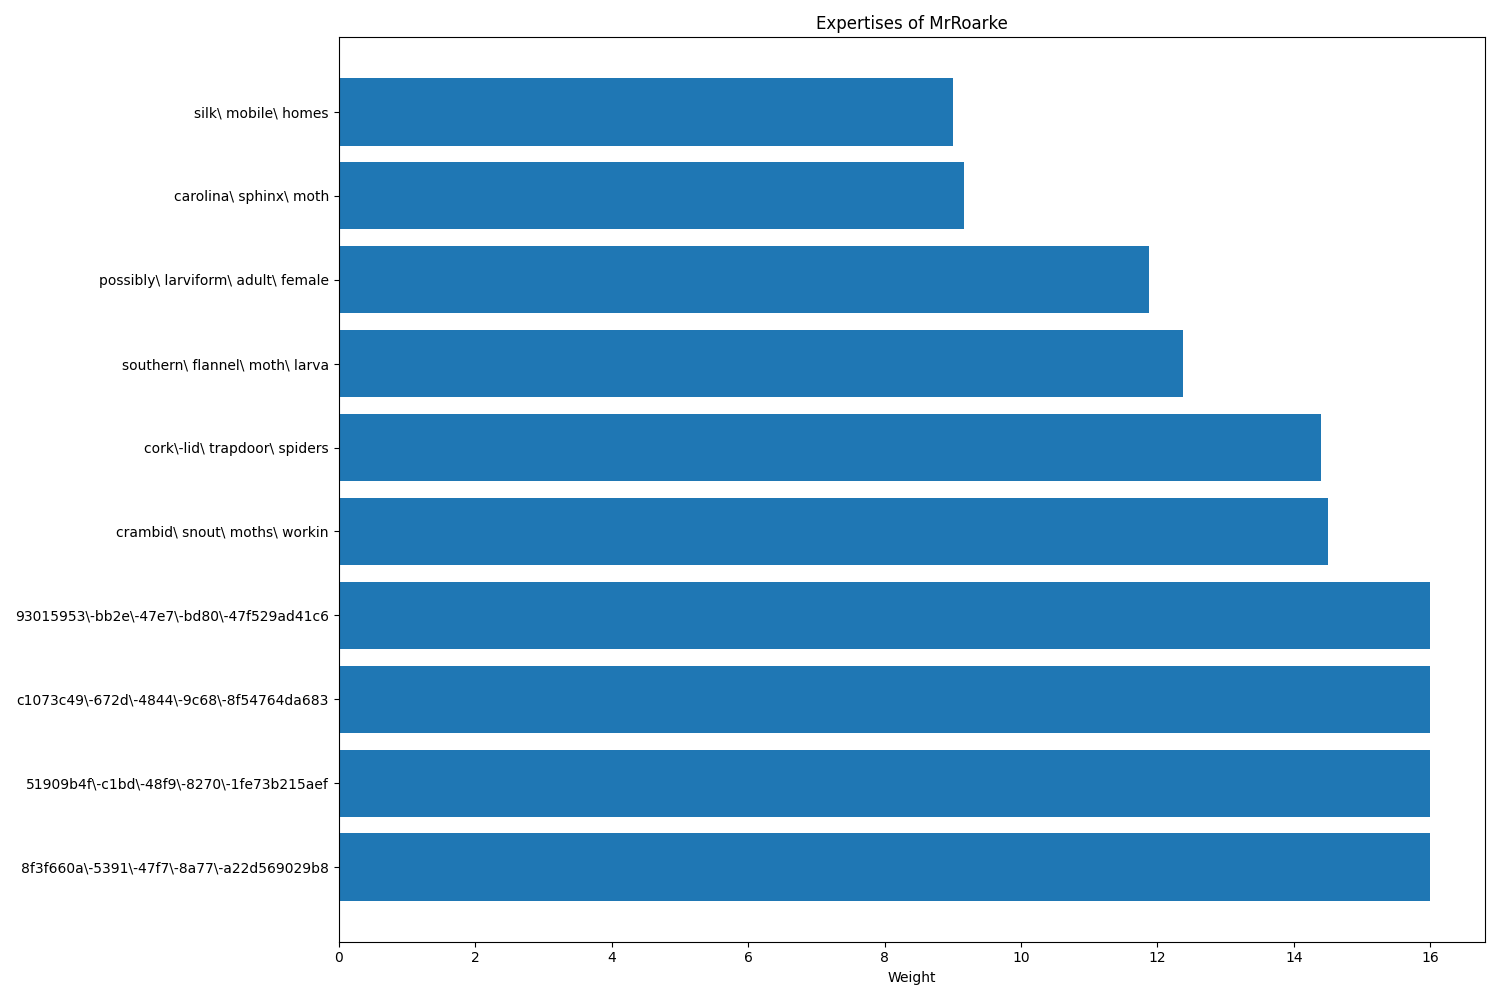 Expertises of MrRoarke
silk\ mobile\ homes
carolina\ sphinx\ moth
possibly\ larviform\ adult\ female
southern\ flannel\ moth\ larva
cork\-lid\ trapdoor\ spiders
crambid\ snout\ moths\ workin
93015953\-bb2e\-47e7\-bd80\-47f529ad41c6
c1073c49\-672d\-4844\-9c68\-8f54764da683
51909b4f\-c1bd\-48f9\-8270\-1fe73b215aef
8f3f660a\-5391\-47f7\-8a77\-a22d569029b8
0 2 4 6 8 10 12 14 16
Weight